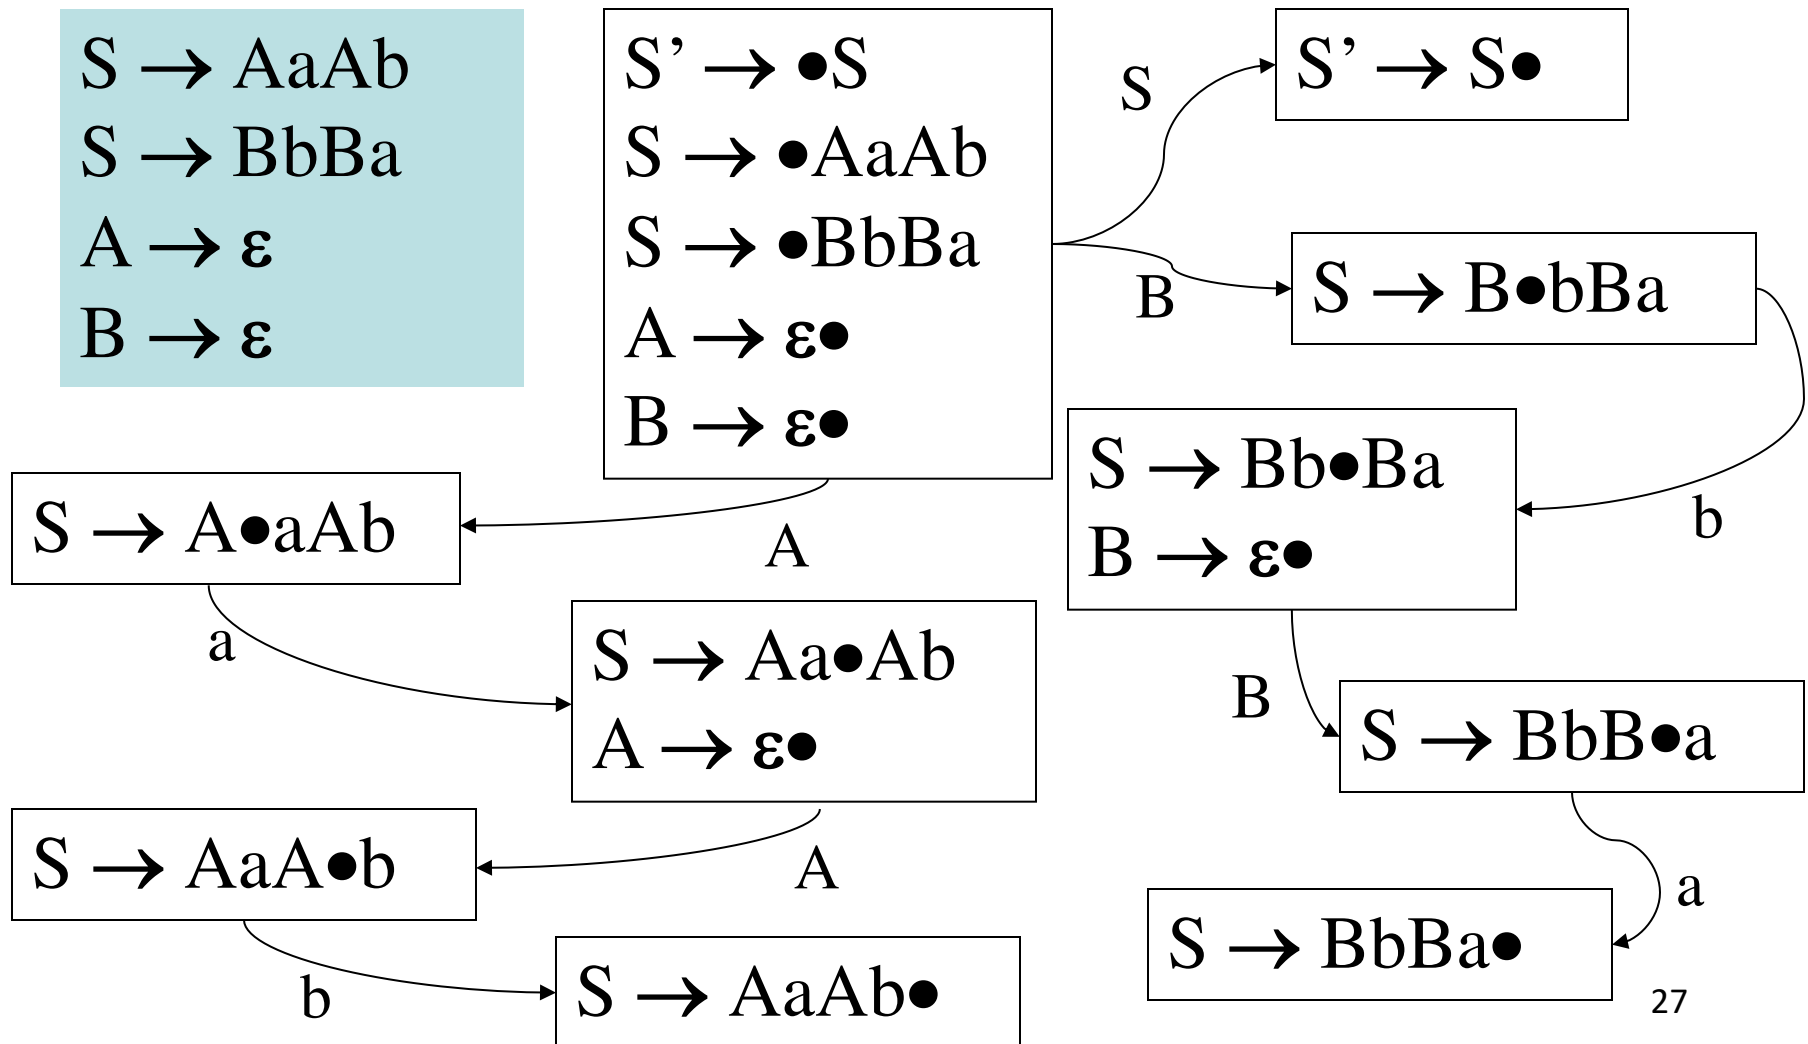 S → AaAb
S → BbBa
A → ε
B → ε
S’ → •S
S → •AaAb
S → •BbBa
A → ε•
B → ε•
S
S’ → S•
B
S → B•bBa
b
S → Bb•Ba
B → ε•
A
S → A•aAb
a
S → Aa•Ab
A → ε•
B
S → BbB•a
A
S → AaA•b
a
S → BbBa•
b
S → AaAb•
27